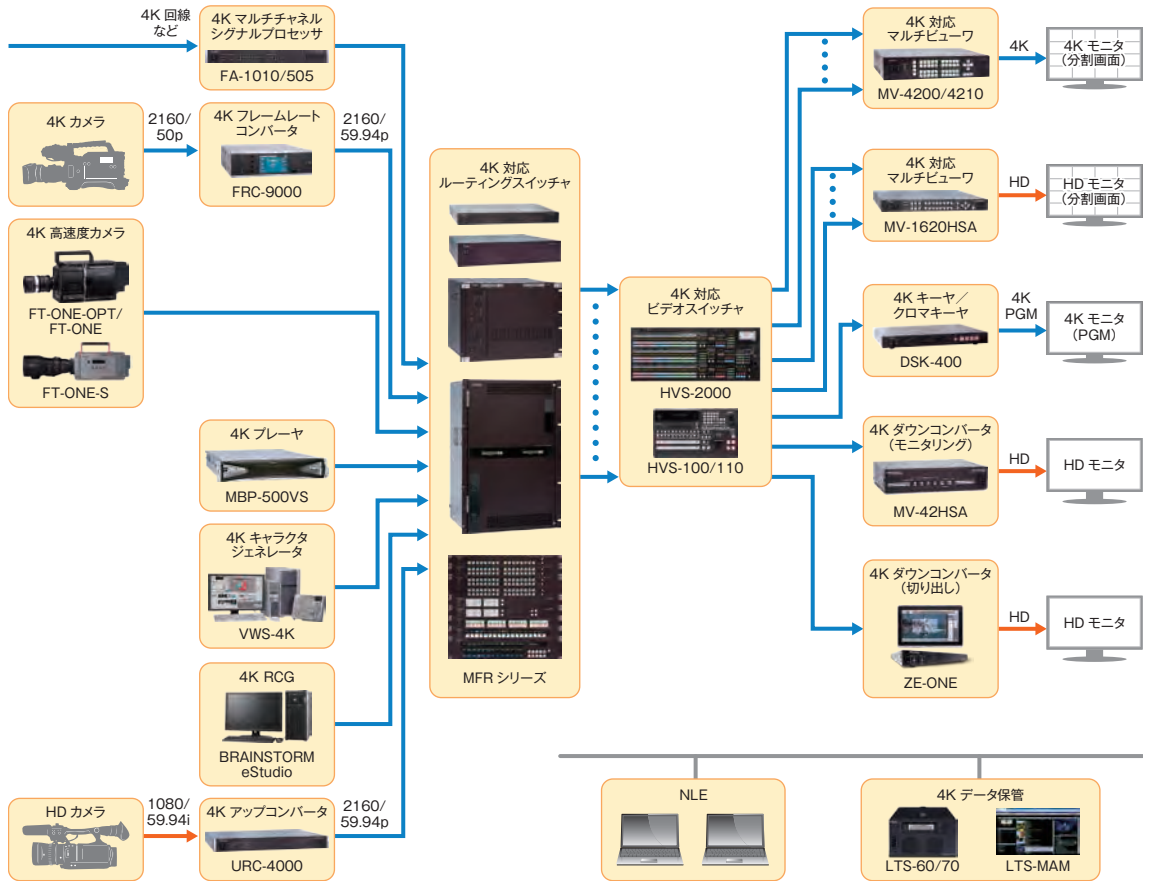 4K 回線
など
4K マルチチャネル
シグナルプロセッサ
FA-1010/505
4K カメラ
2160/
50p
4K フレームレート
コンバータ
FRC-9000
2160/
59.94p
4K 高速度カメラ
FT-ONE-OPT/
FT-ONE
FT-ONE-S
4K プレーヤ
MBP-500VS
4K キャラクタ
ジェネレータ
VWS-4K
4K RCG
BRAINSTORM
eStudio
HD カメラ
1080/
59.94i
4K アップコンバータ
URC-4000
2160/
59.94p
4K 対応
ルーティングスイッチャ
MFR シリーズ
4K 対応
ビデオスイッチャ
HVS-2000
HVS-100/110
4K 対応
マルチビューワ
MV-4200/4210
4K
4K モニタ
（分割画面）
4K 対応
マルチビューワ
MV-1620HSA
HD
HD モニタ
（分割画面）
4K キーヤ／
クロマキーヤ
DSK-400
4K
PGM
4K モニタ
（PGM）
4K ダウンコンバータ
（モニタリング）
MV-42HSA
HD
HD モニタ
4K ダウンコンバータ
（切り出し）
ZE-ONE
HD
HD モニタ
NLE
4K データ保管
LTS-60/70
LTS-MAM